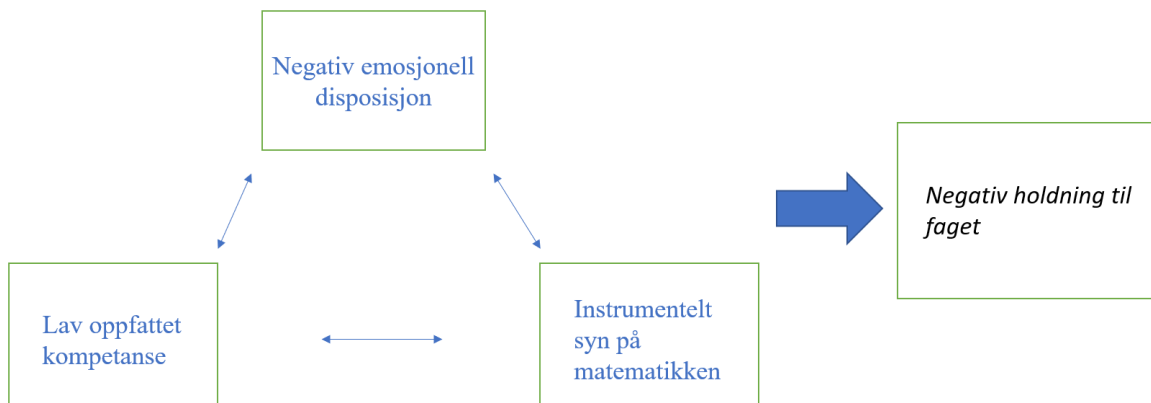 Negativ emosjonell
disposisjon
Negativ holdning til
faget
Lav oppfattet
kompetanse
Instrumentelt
syn på
matematikken